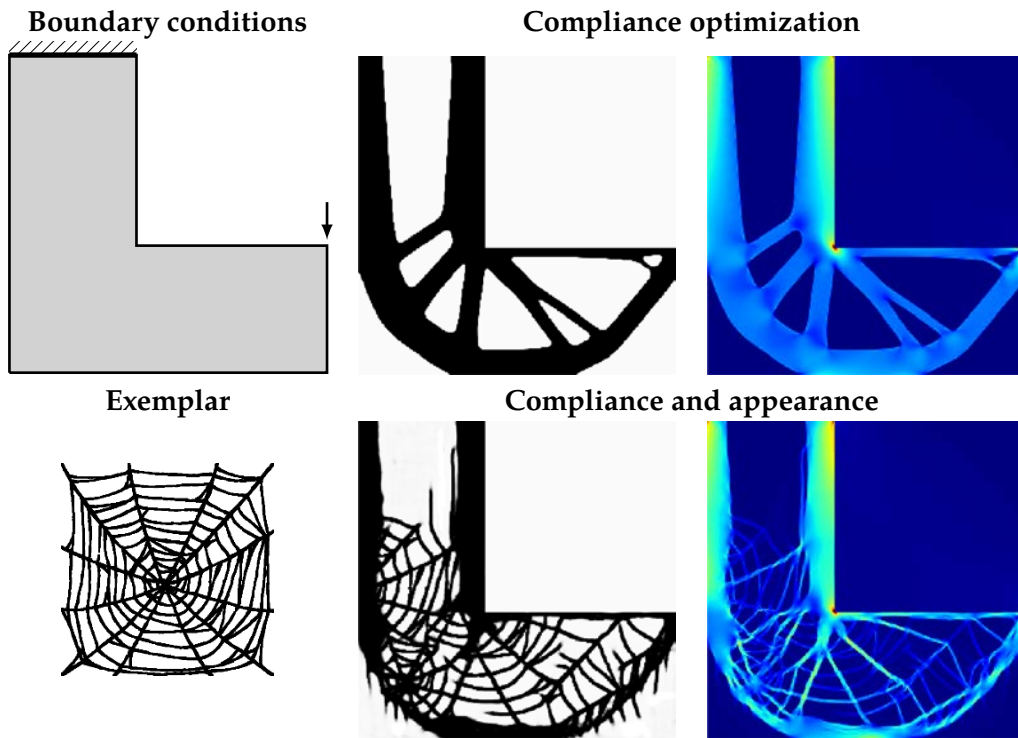 Boundary conditions
Compliance optimization
Exemplar
Compliance and appearance